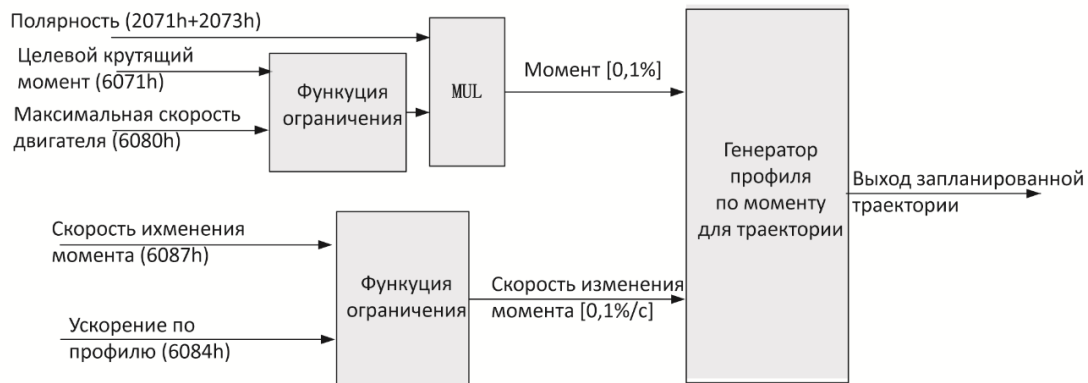 Полярность (2071h+2073h)
Целевой крутящий
момент (6071h)
Максимальная скорость
двигателя (6080h)
Функуция
ограничения
MUL
Момент [0,1%]
Генератор
профиля
по моменту
для траектории
Выход запланированной
траектории
Скорость ихменения
момента (6087h)
Ускорение по
профилю (6084h)
Функуция
ограничения
Скорость изменения
момента [0,1%/с]